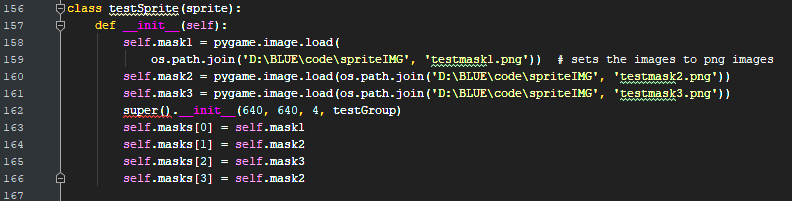 156 class testSprite(sprite):
157     def __init__(self):
158         self.mask1 = pygame.image.load(
159             os.path.join('D:\BLUE\code\spriteIMG', 'testmask1.png'))  # sets the images to png images
160         self.mask2 = pygame.image.load(os.path.join('D:\BLUE\code\spriteIMG', 'testmask2.png'))
161         self.mask3 = pygame.image.load(os.path.join('D:\BLUE\code\spriteIMG', 'testmask3.png'))
162         super().__init__(640, 640, 4, testGroup)
163         self.masks[0] = self.mask1
164         self.masks[1] = self.mask2
165         self.masks[2] = self.mask3
166         self.masks[3] = self.mask2
167